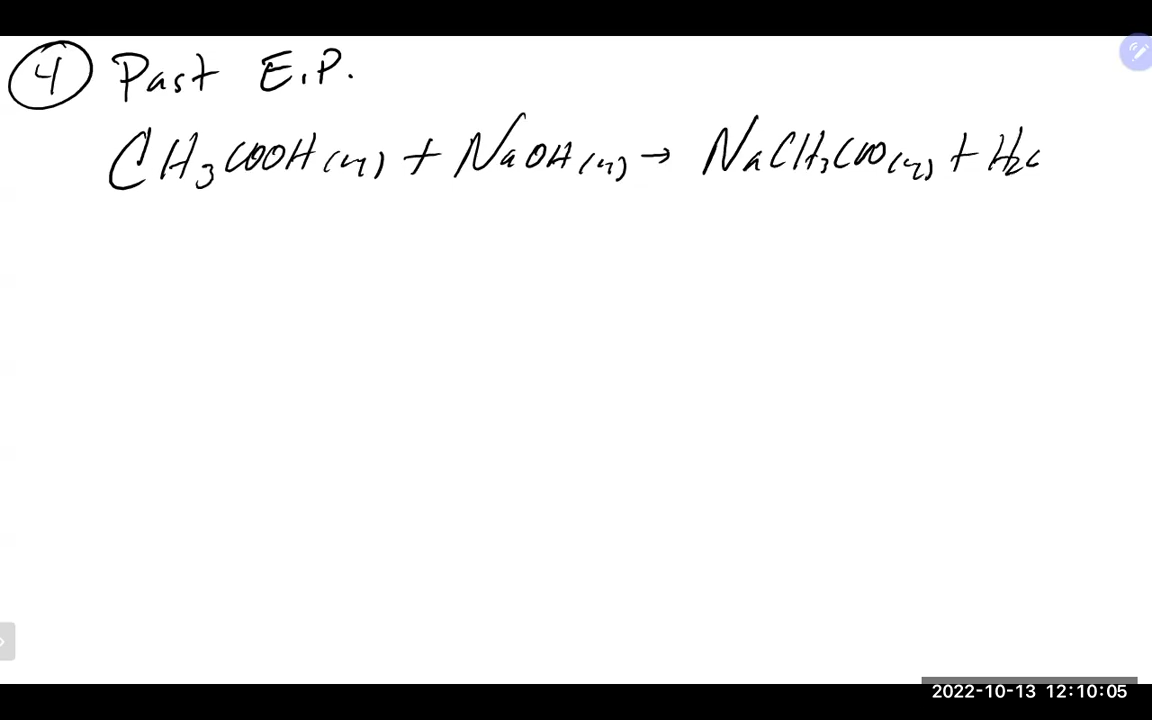 ④ Past E.P.
CH₃COOH(aq) + NaOH(aq) → NaCH₃COO(aq) + H₂O
2022-10-13 12:10:05